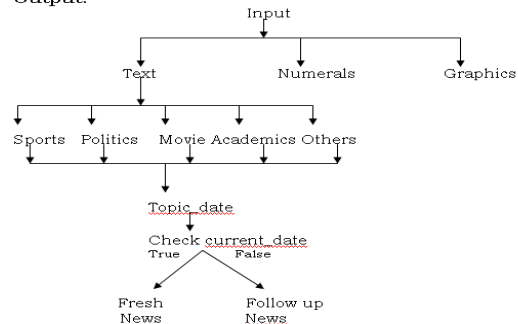 Output:
Input
Text Numerals Graphics
Sports Politics Movie Academics Others
Topic_date
Check current_date
True False
Fresh Follow up
News News